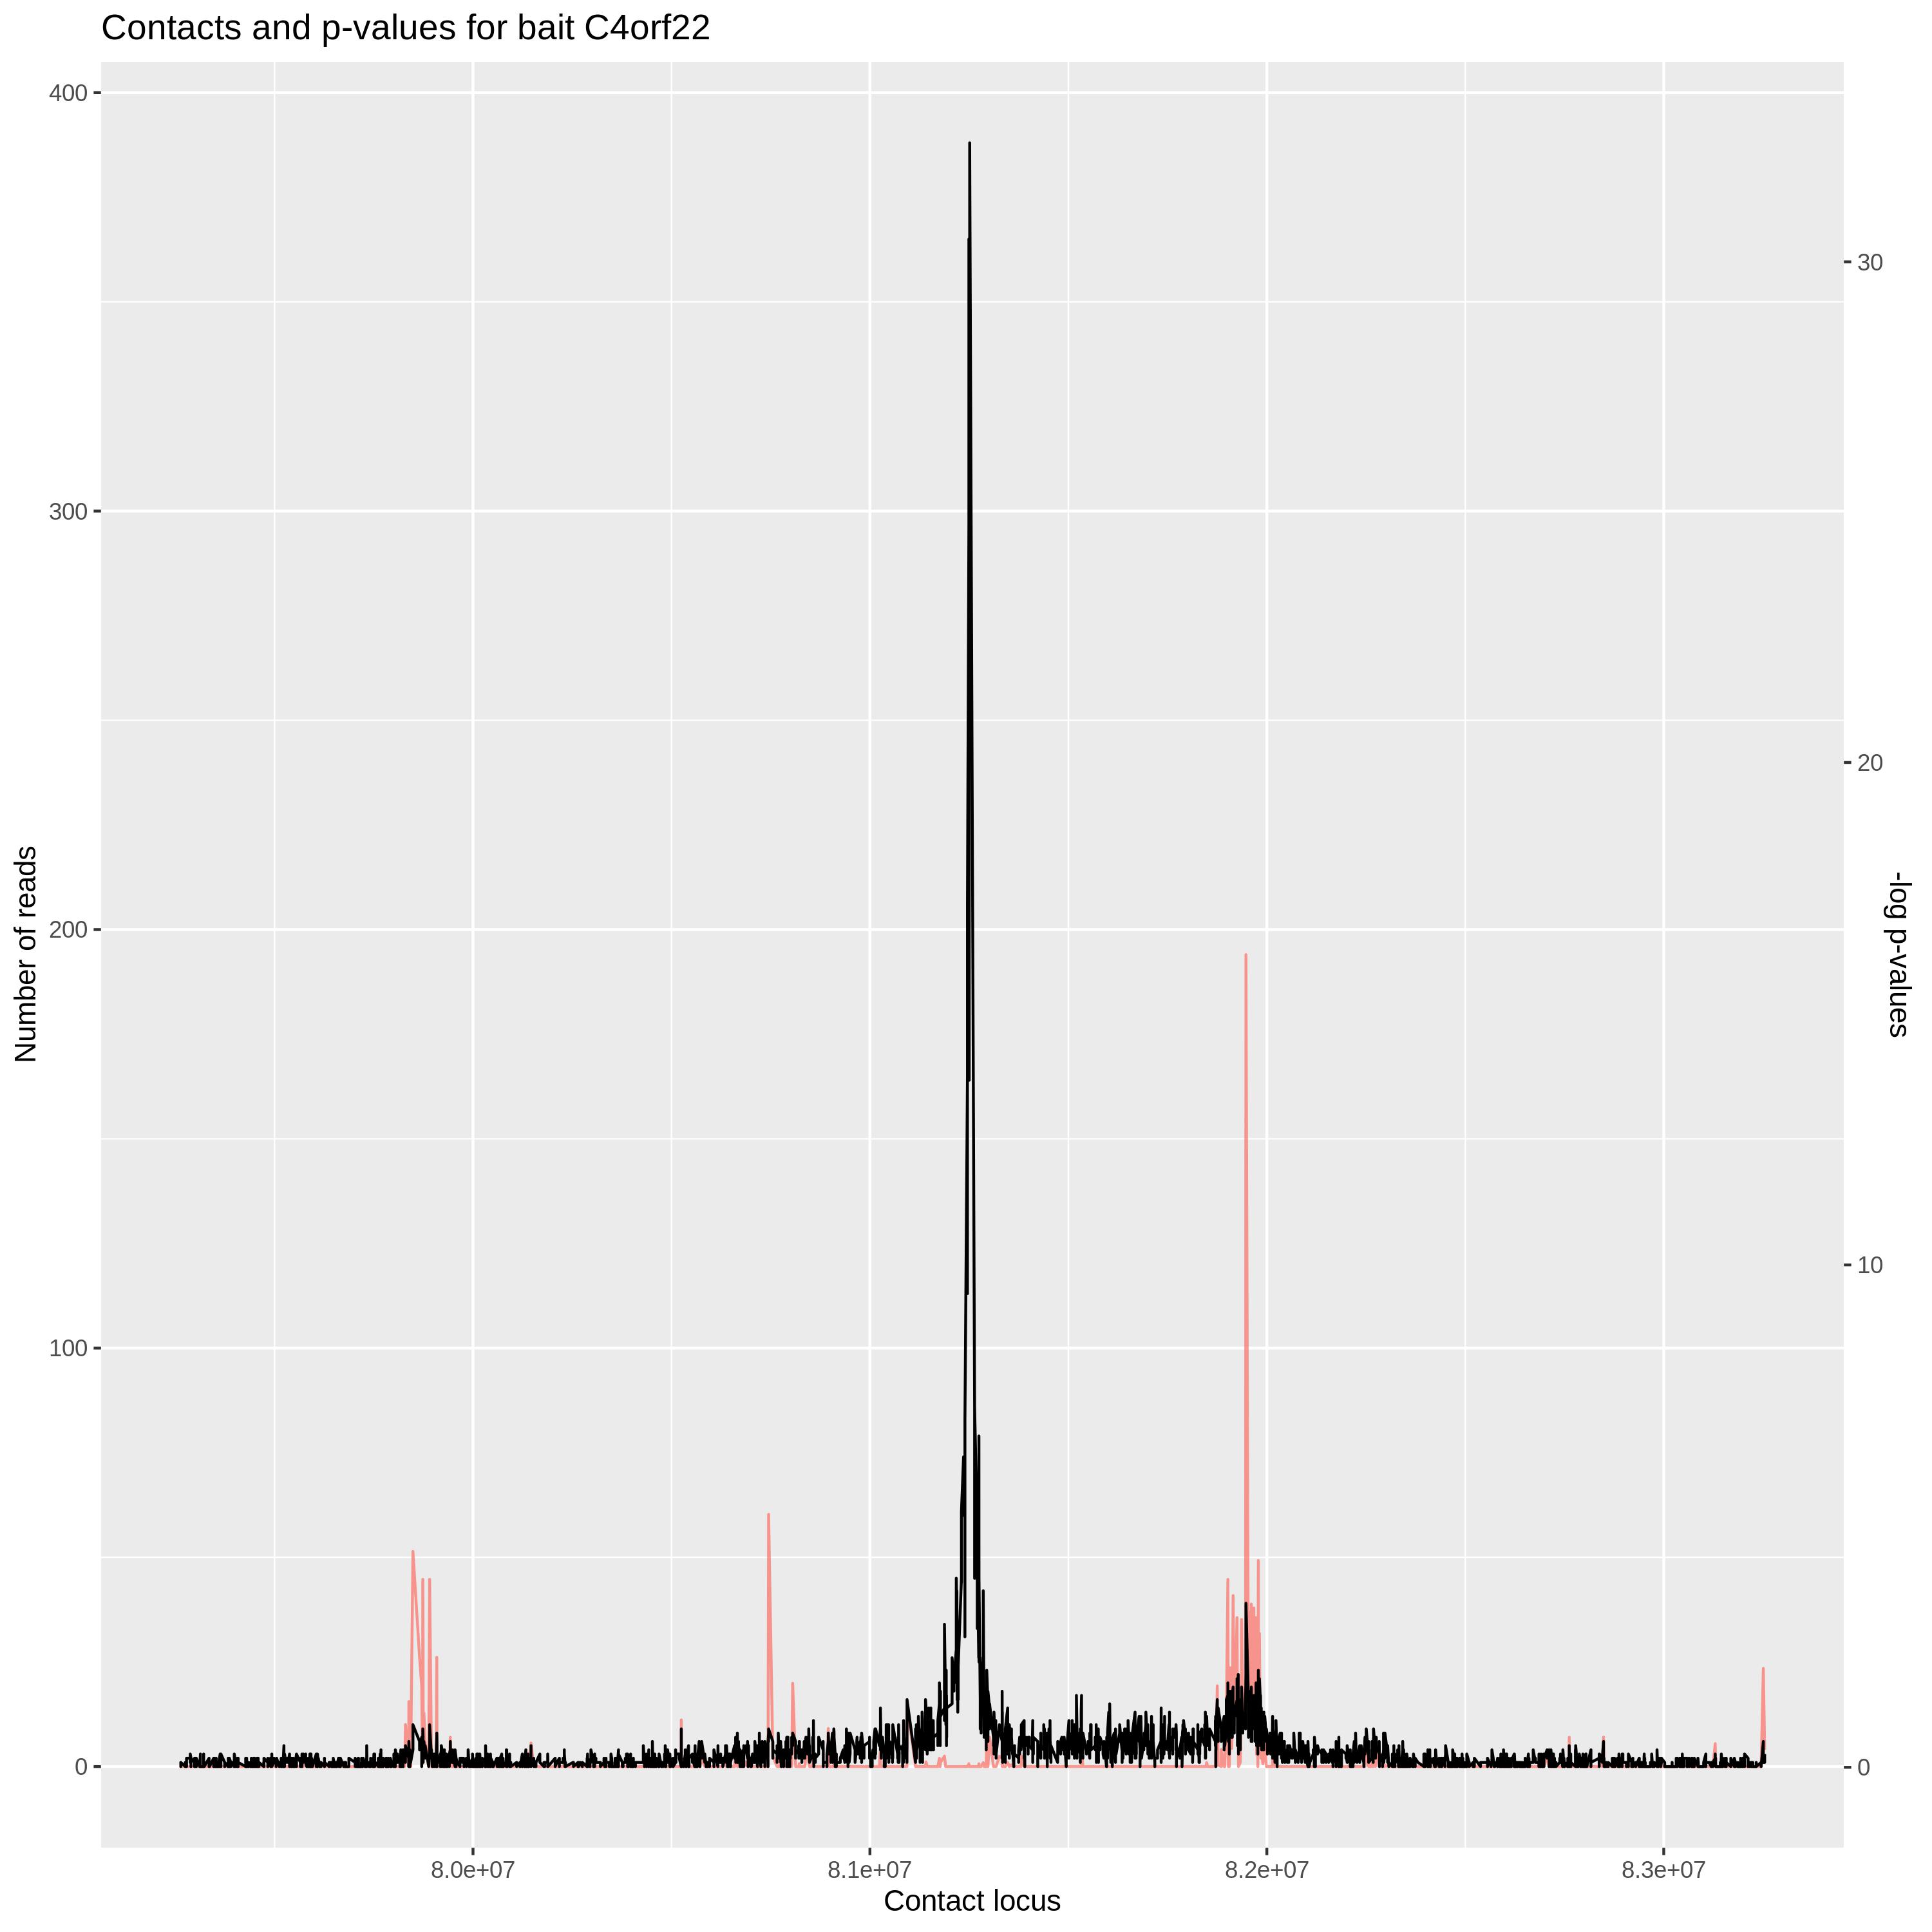 Contacts and p-values for bait C4orf22
400
300
200
100
0
Number of reads
30
20
10
0
-log p-values
8.0e+07
8.1e+07
8.2e+07
8.3e+07
Contact locus